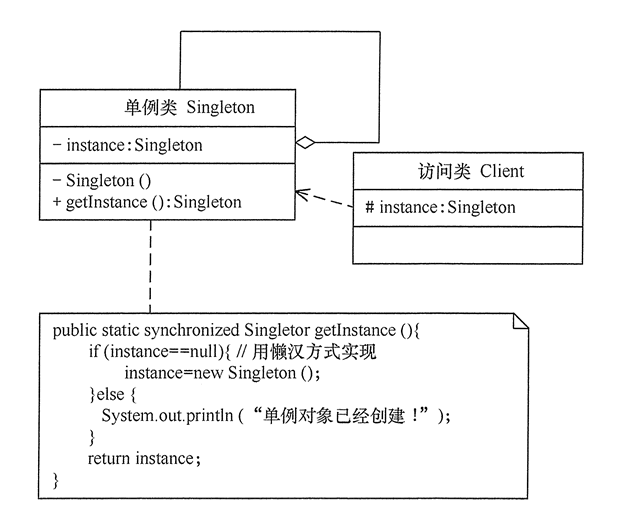 单例类 Singleton
- instance:Singleton
- Singleton ()
+ getInstance ():Singleton
访问类 Client
# instance:Singleton
public static synchronized Singletor getInstance (){
if (instance==null){ // 用懒汉方式实现
instance=new Singleton ();
}else {
System.out.println (“单例对象已经创建!”);
}
return instance;
}